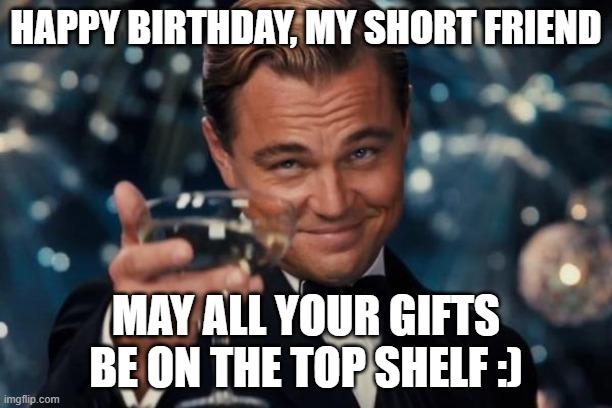 HAPPY BIRTHDAY, MY SHORT FRIEND
MAY ALL YOUR GIFTS
BE ON THE TOP SHELF :)
imgflip.com